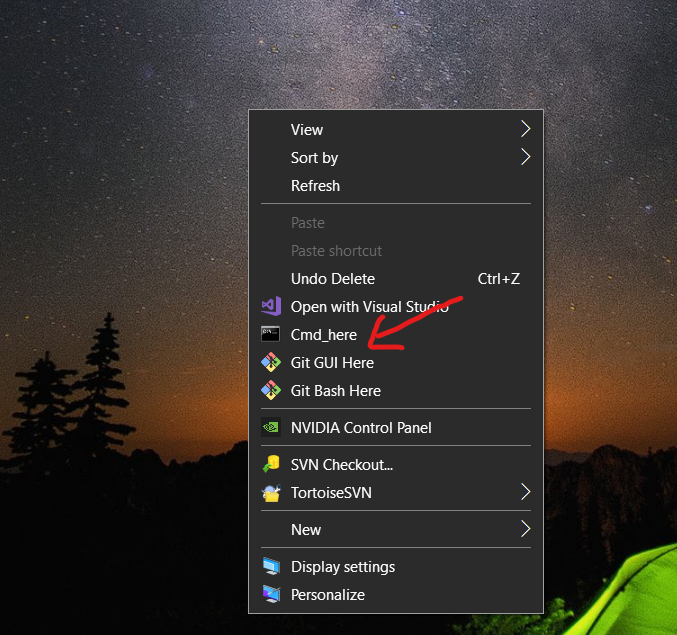 View
Sort by
Refresh
Paste
Paste shortcut
Undo Delete Ctrl+Z
Open with Visual Studio
Cmd_here
Git GUI Here
Git Bash Here
NVIDIA Control Panel
SVN Checkout...
TortoiseSVN
New
Display settings
Personalize